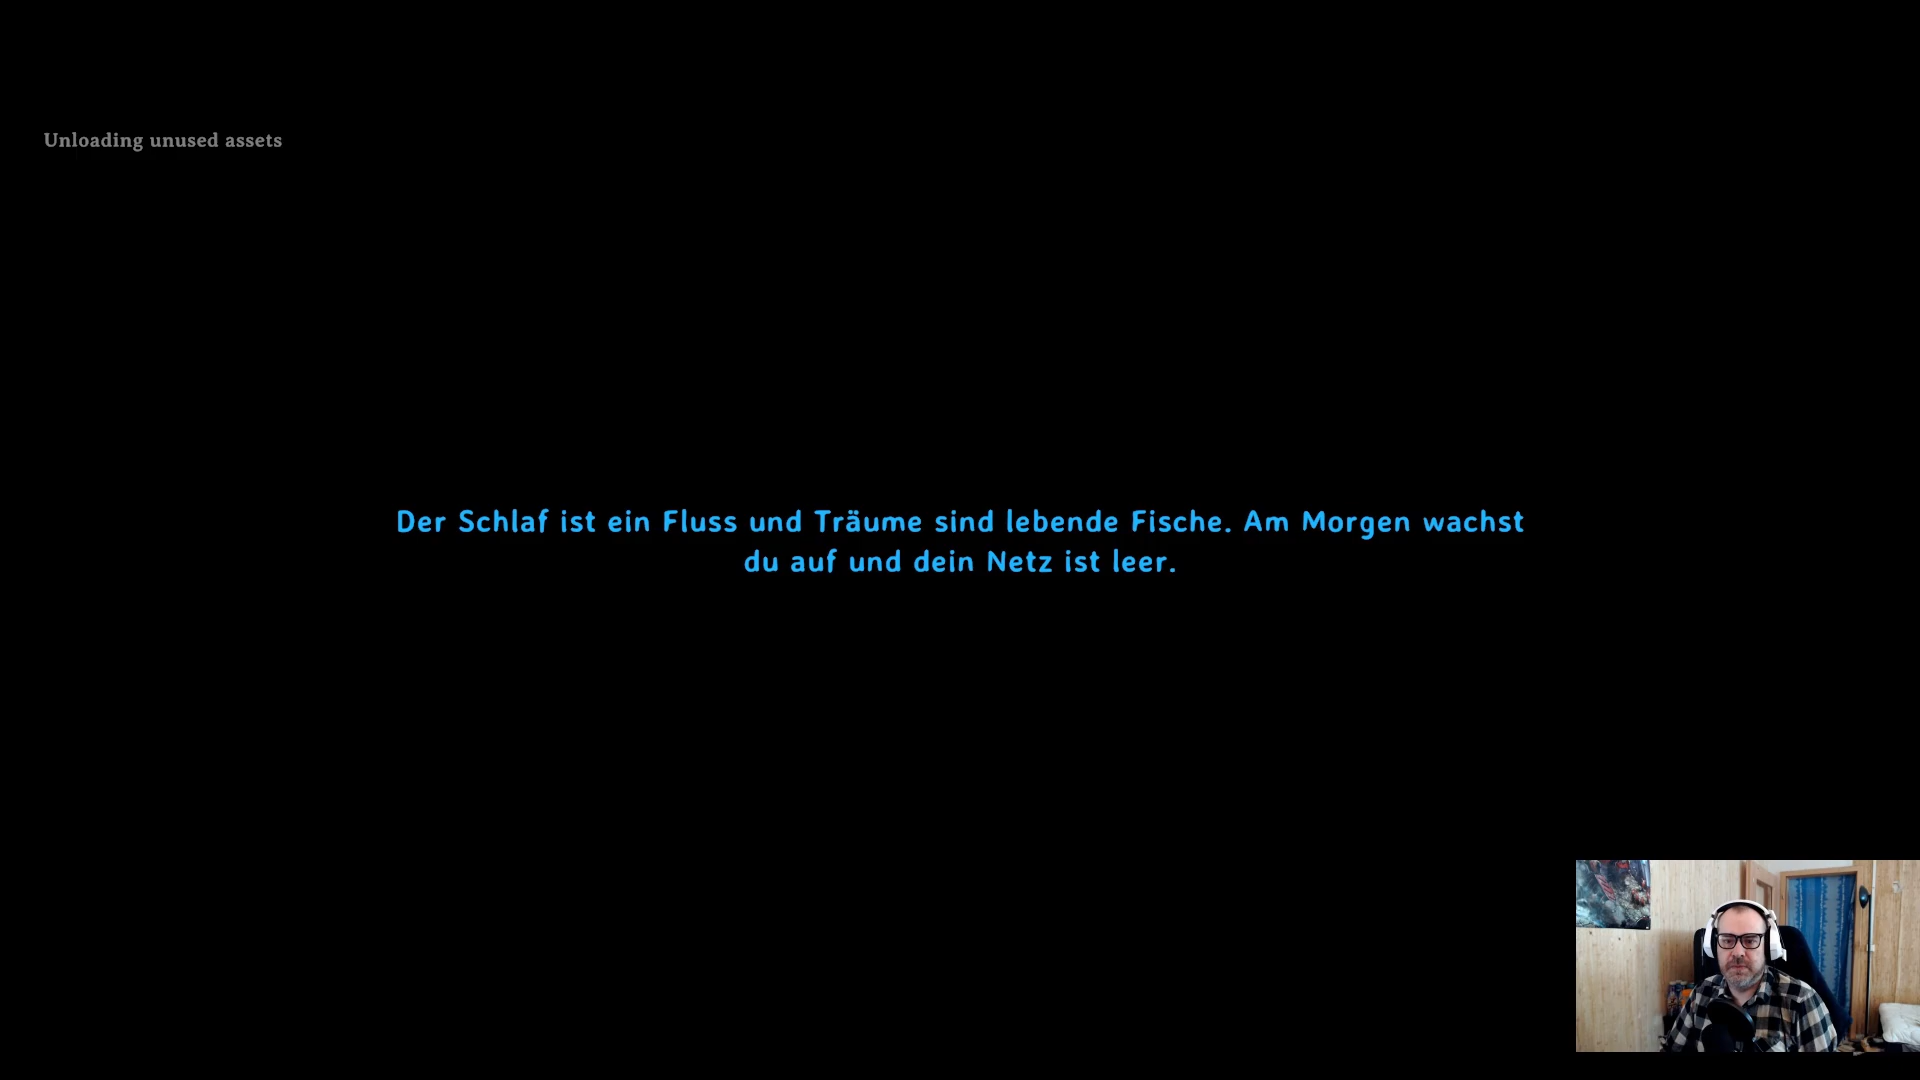 Unloading unused assets
Der Schlaf ist ein Fluss und Träume sind lebende Fische. Am Morgen wachst
du auf und dein Netz ist leer.